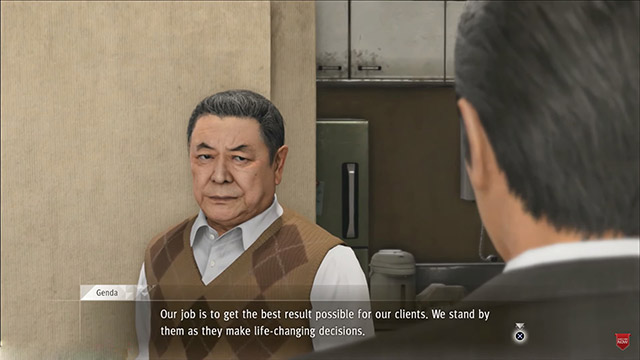 Genda
Our job is to get the best result possible for our clients. We stand by
them as they make life-changing decisions.